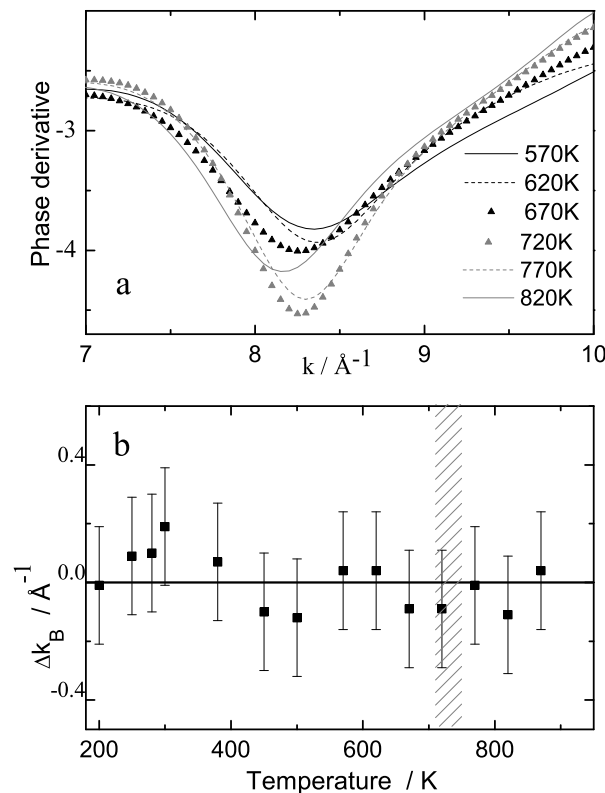 Phase derivative
-3
-4
a
570K
620K
670K
720K
770K
820K
7
8
9
10
k / Å-1
b
0.4
0.0
-0.4
ΔkB / Å-1
200
400
600
800
Temperature / K